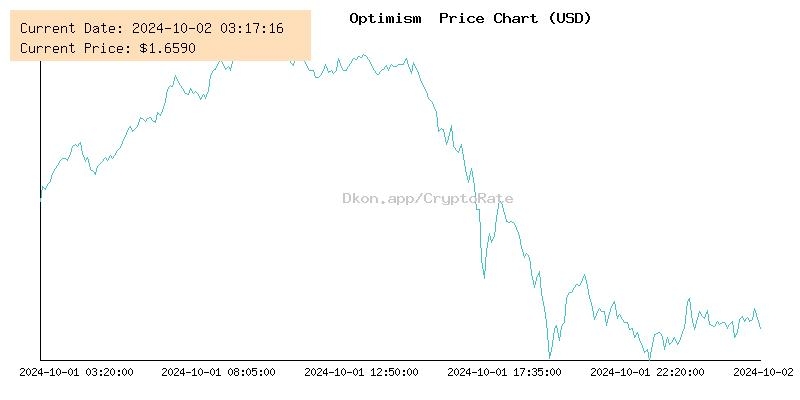 Optimism  Price Chart (USD)
Current Date: 2024-10-02 03:17:16
Current Price: $1.6590
Dkon.app/CryptoRate
2024-10-01 03:20:00 2024-10-01 08:05:00 2024-10-01 12:50:00 2024-10-01 17:35:00 2024-10-01 22:20:00 2024-10-02